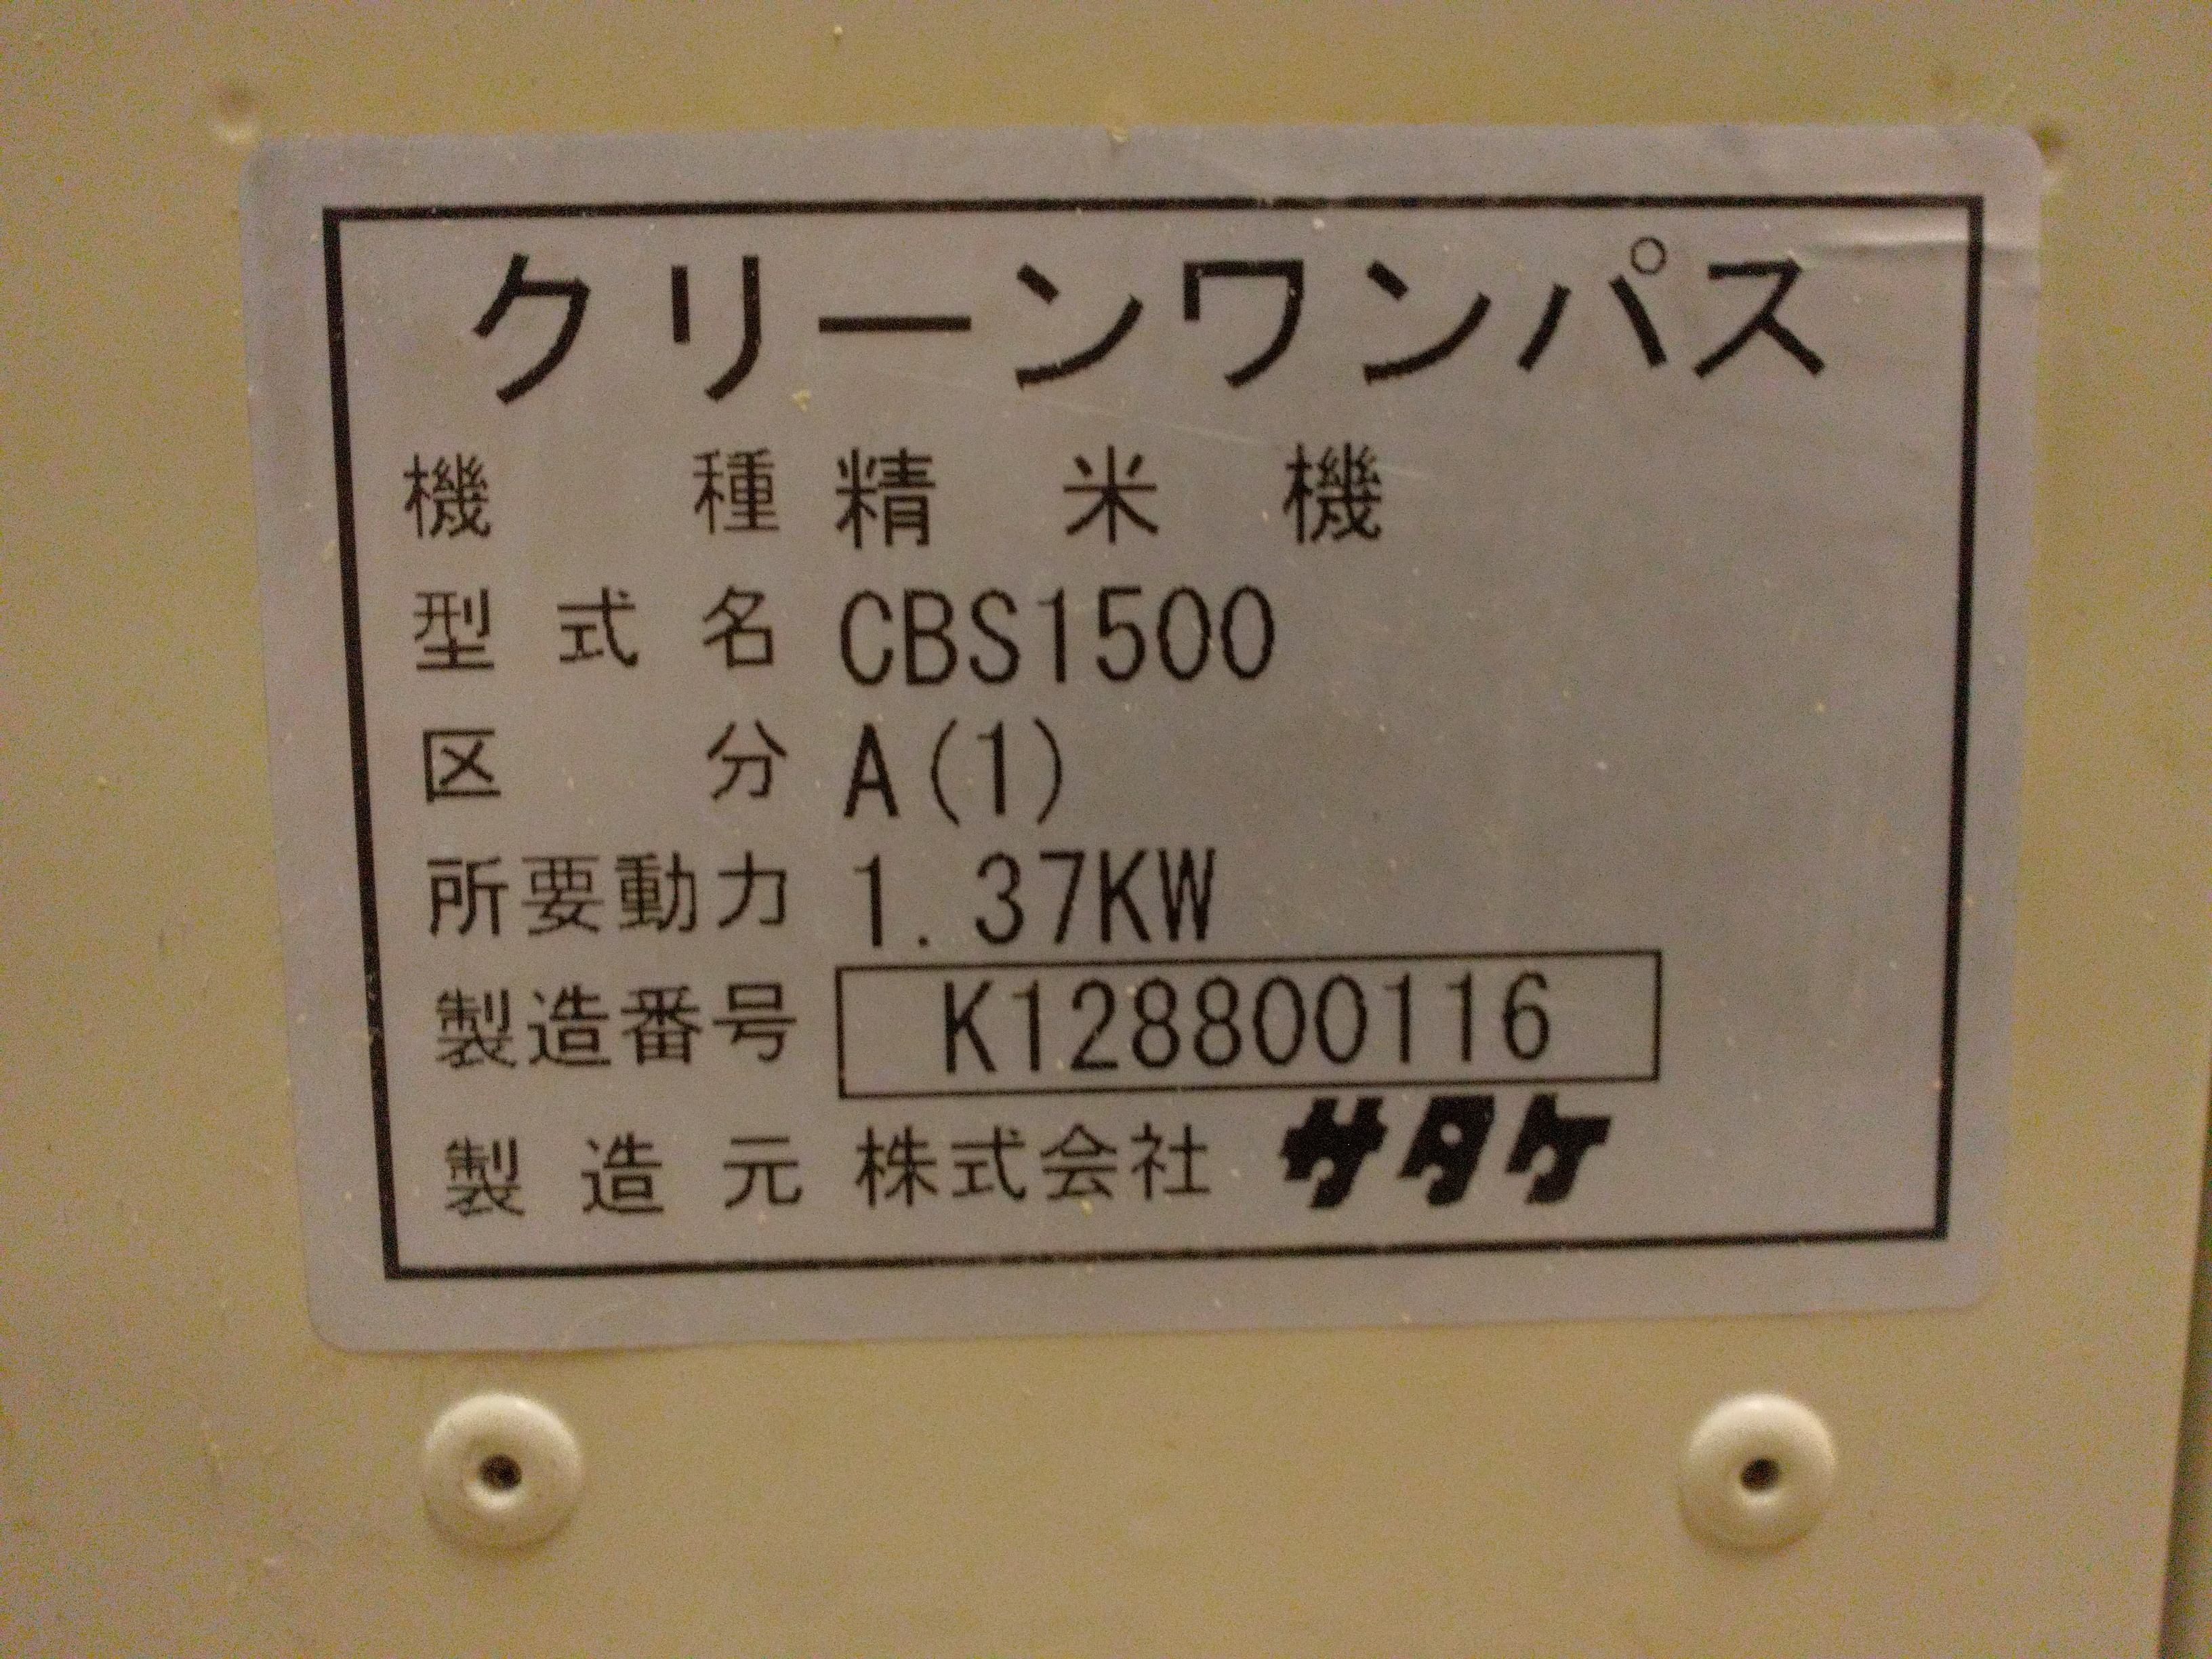 クリーンワンパス
機種 精米機
型式名 CBS1500
区分 A(1)
所要動力 1.37KW
製造番号 K128800116
製造元 株式会社 サタケ